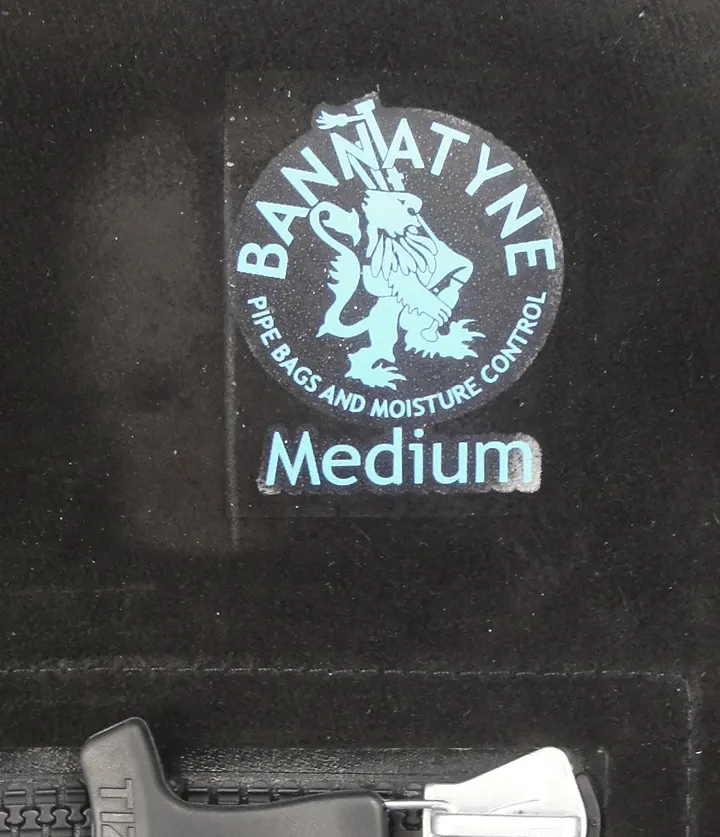 BANNATYNE
PIPE BAGS AND MOISTURE CONTROL
Medium